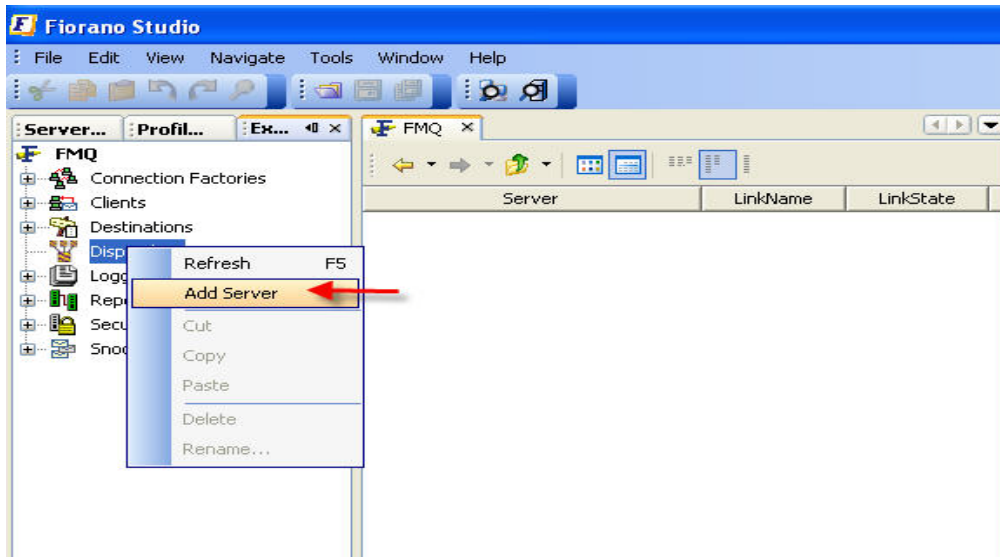 Fiorano Studio
File Edit View Navigate Tools Window Help
Server... Profil... Ex...
FMQ
FMQ
Connection Factories
Clients
Destinations
Server LinkName LinkState
Refresh F5
Add Server
Cut
Copy
Paste
Delete
Rename...